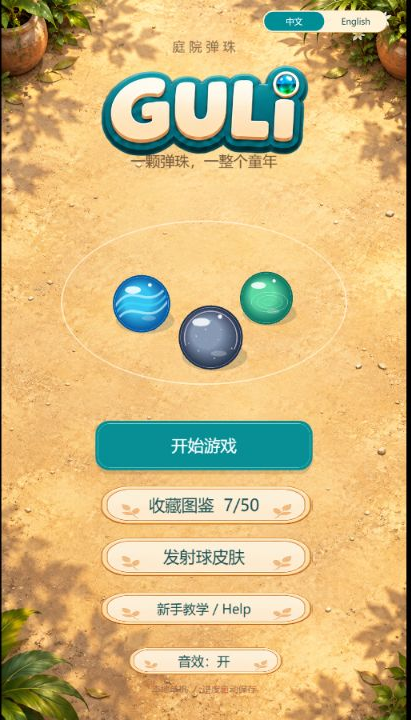 中文 English
庭院弹珠
GULi
一颗弹珠，一整个童年
开始游戏
收藏图鉴 7/50
发射球皮肤
新手教学 / Help
音效：开